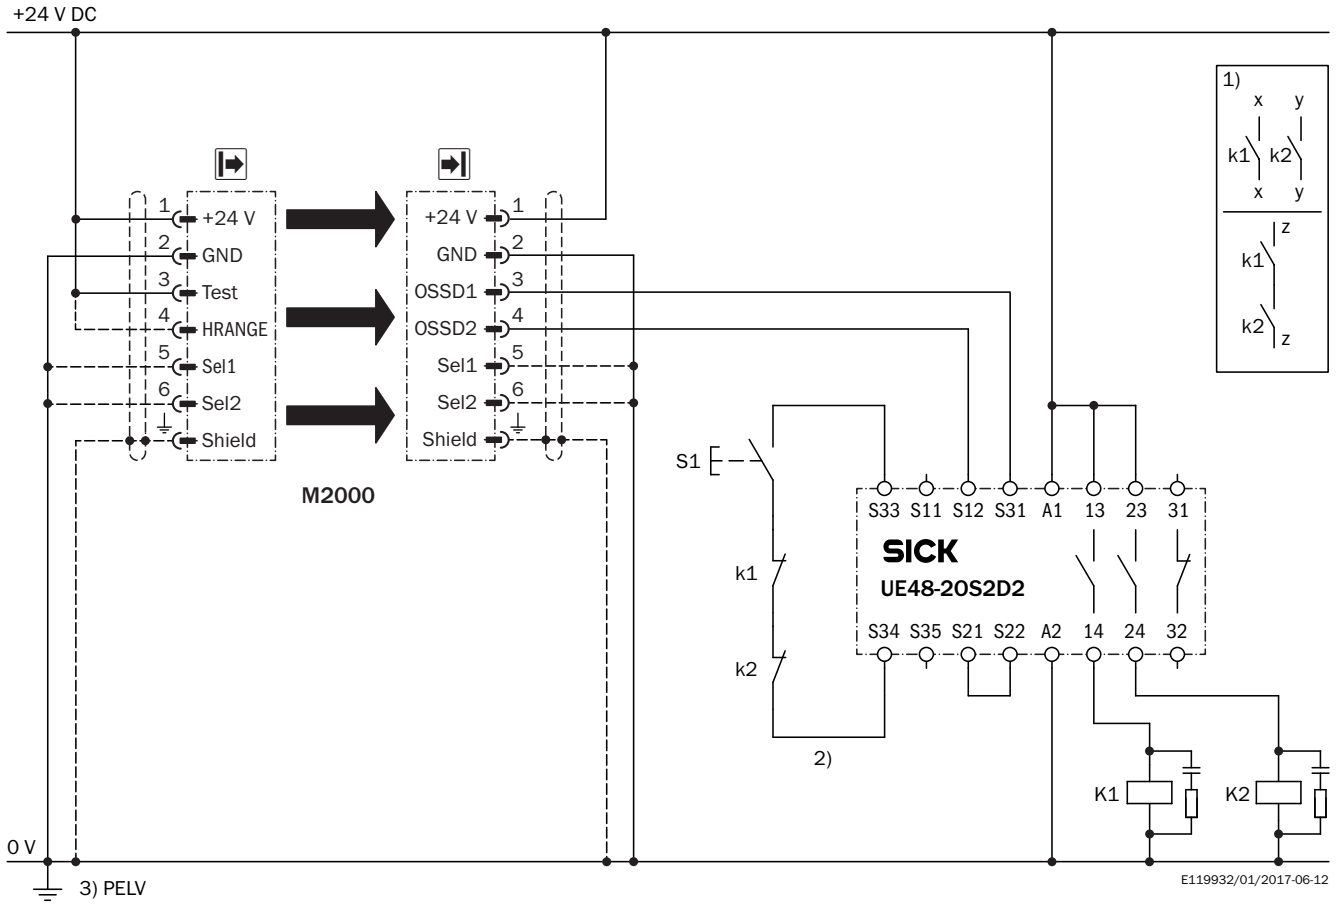 +24 V DC
1)
x y
k1 k2
x y
z
k1
k2
z
1 +24 V
2 GND
3 Test
4 HRANGE
5 Sel1
6 Sel2
Shield
+24 V 1
GND 2
OSSD1 3
OSSD2 4
Sel1 5
Sel2 6
Shield
M2000
S1
k1
k2
2)
S33 S11 S12 S31 A1 13 23 31
SICK
UE48-2OS2D2
S34 S35 S21 S22 A2 14 24 32
K1 K2
0 V
3) PELV
E119932/01/2017-06-12